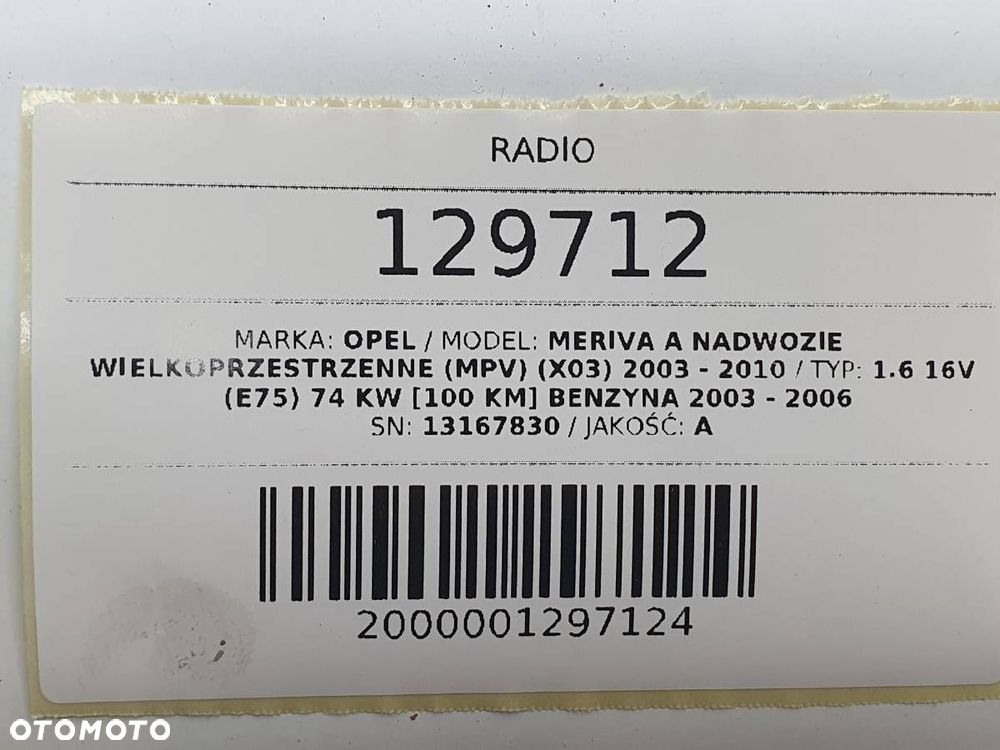 RADIO
129712
MARKA: OPEL / MODEL: MERIVA A NADWOZIE
WIELKOPRZESTRZENNE (MPV) (X03) 2003 - 2010 / TYP: 1.6 16V
(E75) 74 KW [100 KM] BENZYNA 2003 - 2006
SN: 13167830 / JAKOŚĆ: A
2000001297124
OTOMOTO